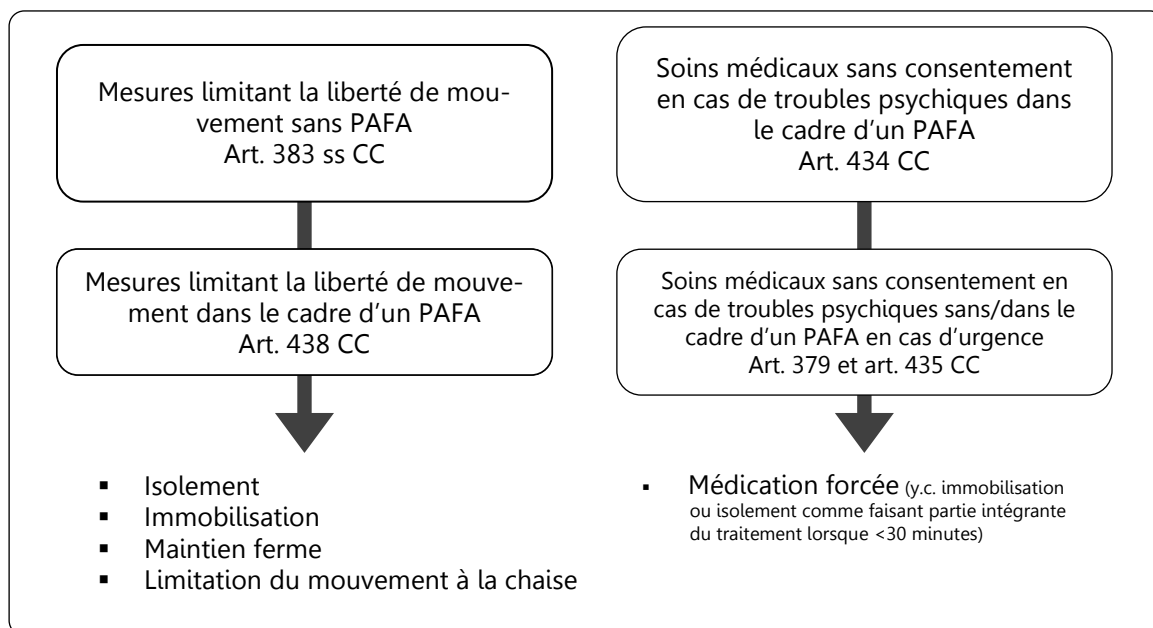 Mesures limitant la liberté de mou-
vement sans PAFA
Art. 383 ss CC
Mesures limitant la liberté de mouve-
ment dans le cadre d'un PAFA
Art. 438 CC
▪ Isolement
▪ Immobilisation
▪ Maintien ferme
▪ Limitation du mouvement à la chaise
Soins médicaux sans consentement
en cas de troubles psychiques dans
le cadre d'un PAFA
Art. 434 CC
Soins médicaux sans consentement en
cas de troubles psychiques sans/dans le
cadre d'un PAFA en cas d'urgence
Art. 379 et art. 435 CC
▪ Médication forcée (y.c. immobilisation
ou isolement comme faisant partie intégrante
du traitement lorsque <30 minutes)